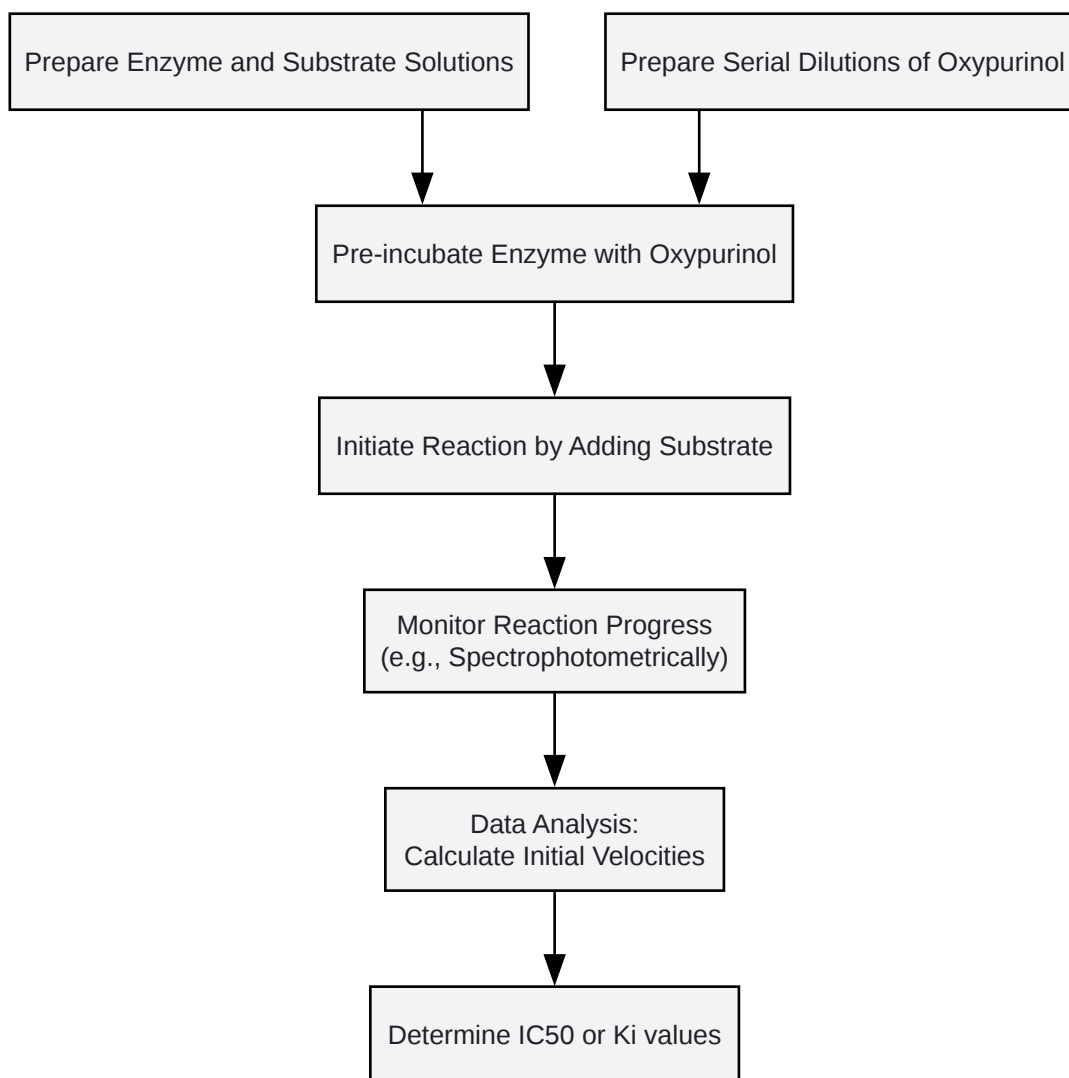 Prepare Enzyme and Substrate Solutions
Prepare Serial Dilutions of Oxypurinol
Pre-incubate Enzyme with Oxypurinol
Initiate Reaction by Adding Substrate
Monitor Reaction Progress
(e.g., Spectrophotometrically)
Data Analysis:
Calculate Initial Velocities
Determine IC50 or Ki values